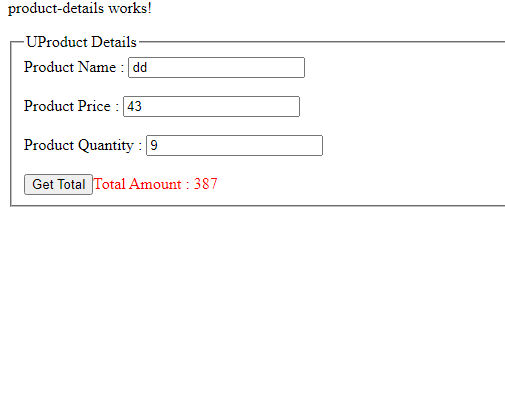 product-details works!
UProduct Details
Product Name : dd
Product Price : 43
Product Quantity : 9
Get Total Total Amount : 387